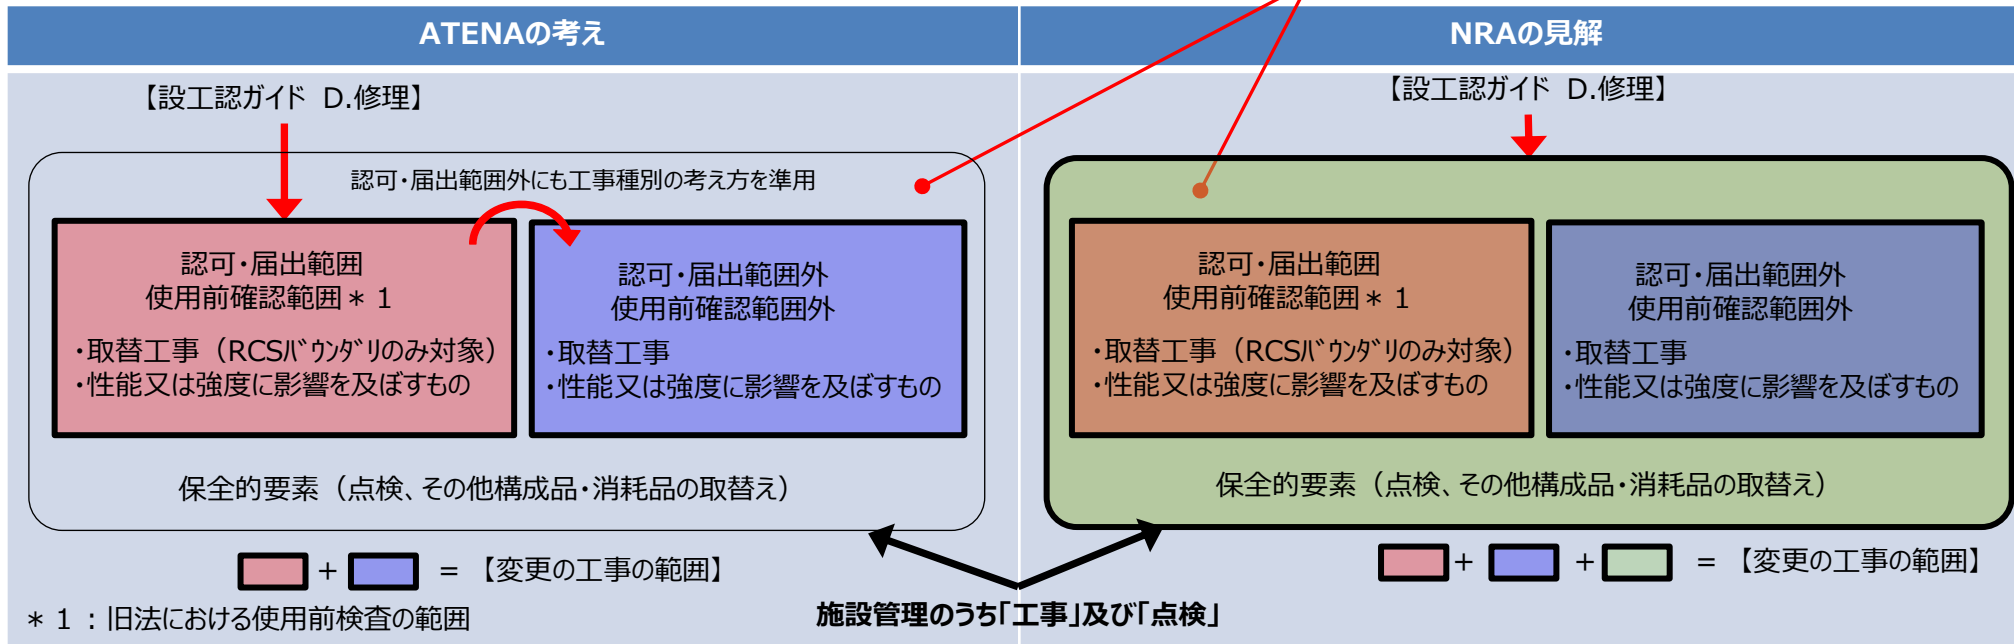 ATENAの考え
NRAの見解
【設工認ガイド D.修理】
認可・届出範囲外にも工事種別の考え方を準用
認可・届出範囲
使用前確認範囲＊１
・取替工事（RCSﾊﾞｳﾝﾀﾞﾘのみ対象）
・性能又は強度に影響を及ぼすもの
認可・届出範囲外
使用前確認範囲外
・取替工事
・性能又は強度に影響を及ぼすもの
保全的要素（点検、その他構成品・消耗品の取替え）
+ = 【変更の工事の範囲】
＊１：旧法における使用前検査の範囲
【設工認ガイド D.修理】
認可・届出範囲
使用前確認範囲＊１
・取替工事（RCSﾊﾞｳﾝﾀﾞﾘのみ対象）
・性能又は強度に影響を及ぼすもの
認可・届出範囲外
使用前確認範囲外
・取替工事
・性能又は強度に影響を及ぼすもの
保全的要素（点検、その他構成品・消耗品の取替え）
+ + = 【変更の工事の範囲】
施設管理のうち「工事」及び「点検」